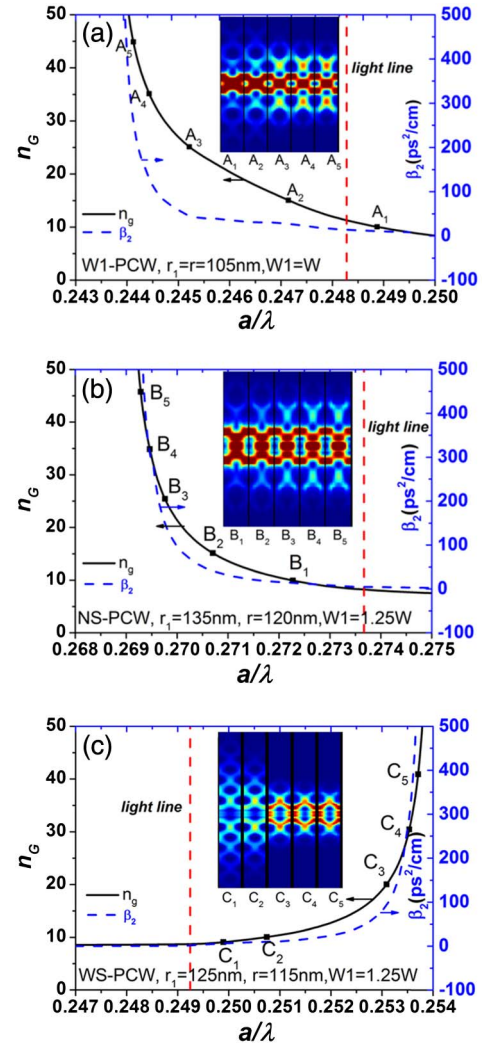 (a)
50
500
A5
light line
40
400
A4
30
300
nG
A3
β2(ps²/cm)
20
200
A1 A2 A3 A4 A5
A2
100
10
A1
ng
β2
0
W1-PCW, r1=r=105nm,W1=W
0
-100
0.243 0.244 0.245 0.246 0.247 0.248 0.249 0.250
a/λ
(b)
50
500
B5
light line
40
400
B4
30
300
nG
B3
β2(ps²/cm)
20
200
B1 B2 B3 B4 B5
B2
100
10
B1
ng
β2
0
NS-PCW, r1=135nm, r=120nm,W1=1.25W
0
-100
0.268 0.269 0.270 0.271 0.272 0.273 0.274 0.275
a/λ
(c)
50
500
light line
C5
40
400
C4
30
300
nG
C3
β2(ps²/cm)
20
200
C1 C2 C3 C4 C5
ng
100
10
β2
C1
C2
0
WS-PCW, r1=125nm, r=115nm,W1=1.25W
0
-100
0.247 0.248 0.249 0.250 0.251 0.252 0.253 0.254
a/λ